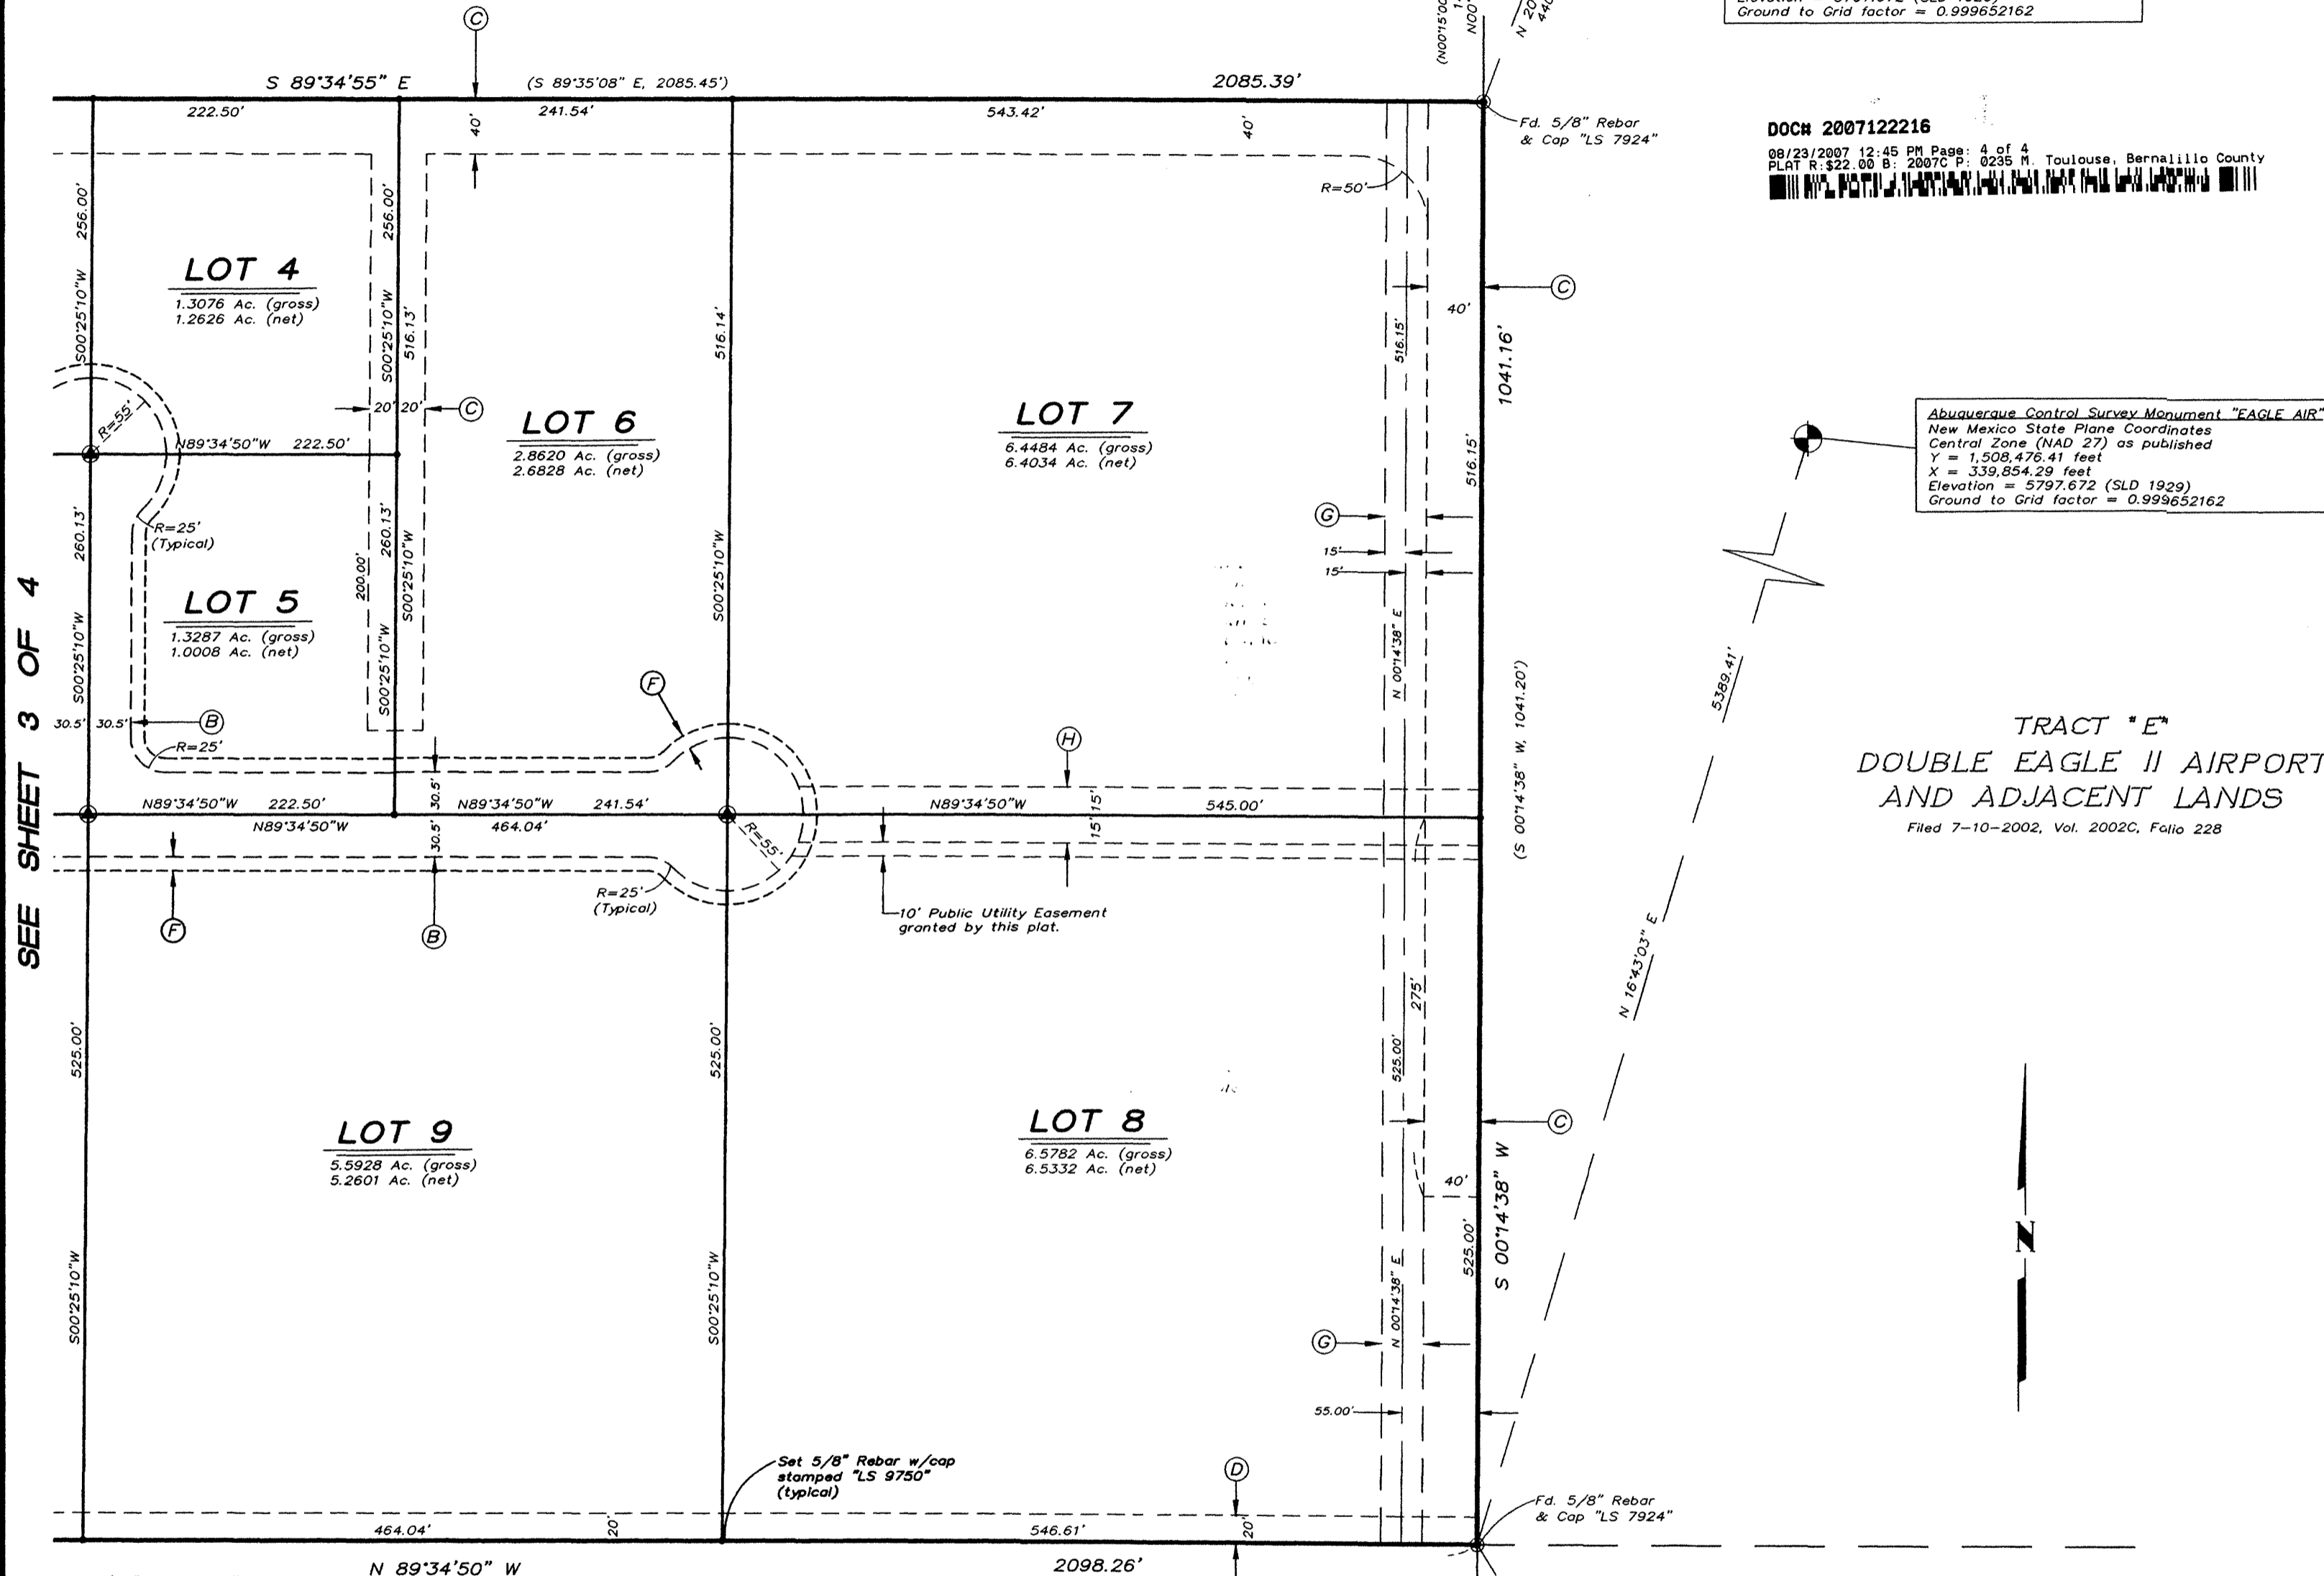 Ground to Grid factor = 0.999652162
C
S 89°34'55" E
(S 89°35'08" E, 2085.45')
2085.39'
222.50'
40'
241.54'
543.42'
40'
Fd. 5/8" Rebar
& Cap "LS 7924"
DOC# 2007122216
08/23/2007 12:45 PM Page: 4 of 4
PLAT R:$22.00 B: 2007C P: 0235 M. Toulouse, Bernalillo County
R=50'
256.00'
S00°25'10"W
256.00'
S00°25'10"W
516.13'
516.14'
516.15'
LOT 4
1.3076 Ac. (gross)
1.2626 Ac. (net)
C
40'
1041.16'
516.15'
R=55'
20' 20'
C
LOT 6
2.8620 Ac. (gross)
2.6828 Ac. (net)
LOT 7
6.4484 Ac. (gross)
6.4034 Ac. (net)
Abuquerque Control Survey Monument "EAGLE AIR"
New Mexico State Plane Coordinates
Central Zone (NAD 27) as published
Y = 1,508,476.41 feet
X = 339,854.29 feet
Elevation = 5797.672 (SLD 1929)
Ground to Grid factor = 0.999652162
N89°34'50"W 222.50'
R=25'
(Typical)
260.13'
S00°25'10"W
200.00'
260.13'
S00°25'10"W
S00°25'10"W
S00°25'10"W
G
15'
15'
N 00°14'38" E
LOT 5
1.3287 Ac. (gross)
1.0008 Ac. (net)
SEE SHEET 3 OF 4
(S 00°14'38" W, 1041.20')
5389.41'
N 16°43'03" E
30.5' 30.5'
B
R=25'
F
H
TRACT "E"
DOUBLE EAGLE II AIRPORT
AND ADJACENT LANDS
Filed 7-10-2002, Vol. 2002C, Folio 228
N89°34'50"W 222.50'
30.5'
N89°34'50"W 241.54'
N89°34'50"W
15'
545.00'
N89°34'50"W
30.5'
464.04'
R=55'
15'
R=25'
(Typical)
F
B
10' Public Utility Easement
granted by this plat.
525.00'
S00°25'10"W
525.00'
S00°25'10"W
275'
525.00'
N 00°14'38" E
LOT 9
5.5928 Ac. (gross)
5.2601 Ac. (net)
LOT 8
6.5782 Ac. (gross)
6.5332 Ac. (net)
C
40'
525.00'
S 00°14'38" W
N
G
55.00'
Set 5/8" Rebar w/cap
stamped "LS 9750"
(typical)
D
Fd. 5/8" Rebar
& Cap "LS 7924"
464.04'
20'
546.61'
20'
N 89°34'50" W
2098.26'